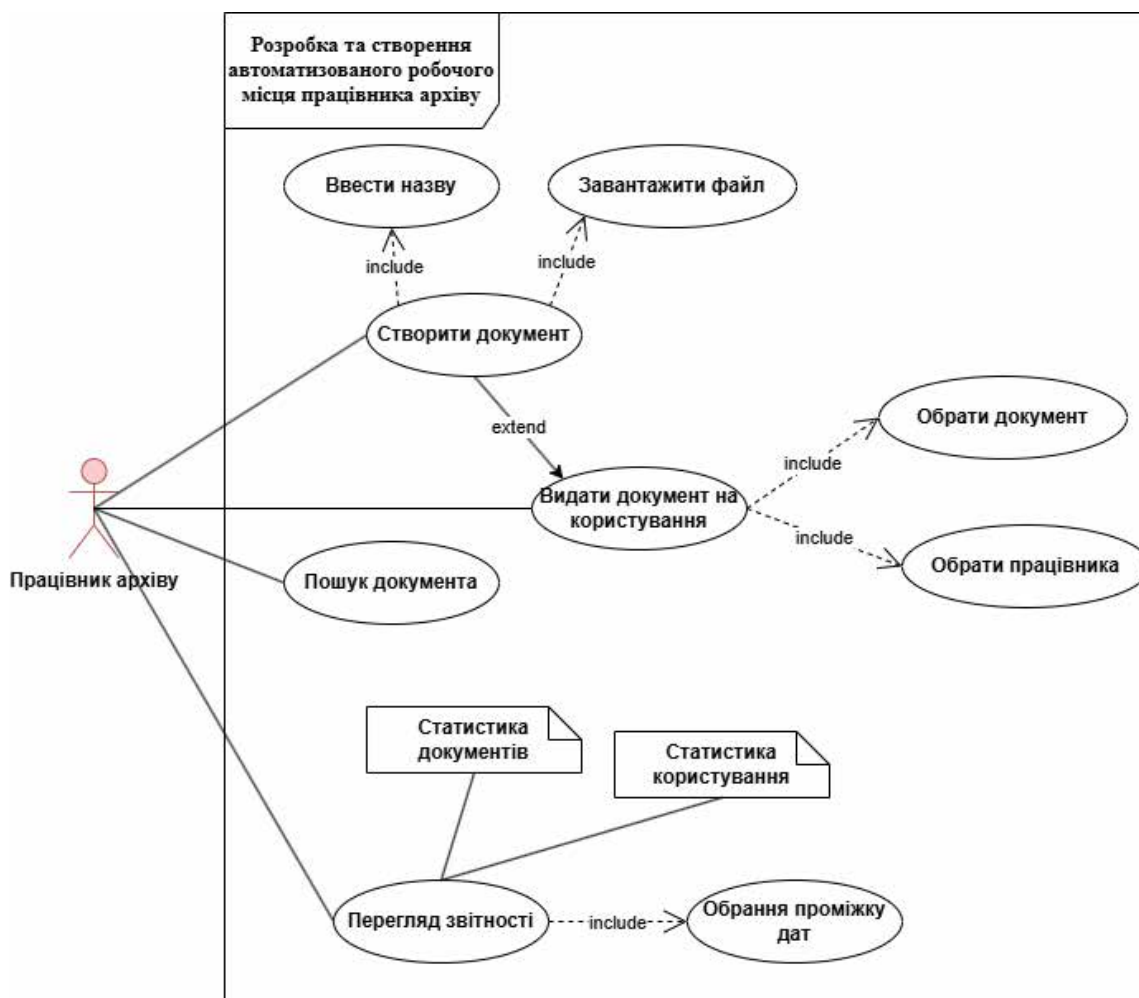 Розробка та створення
автоматизованого робочого
місця працівника архіву
Ввести назву
Завантажити файл
include
include
Створити документ
extend
Обрати документ
include
Видати документ на
користування
include
Обрати працівника
Працівник архіву
Пошук документа
Статистика
документів
Статистика
користування
Перегляд звітності
include
Обрання проміжку
дат